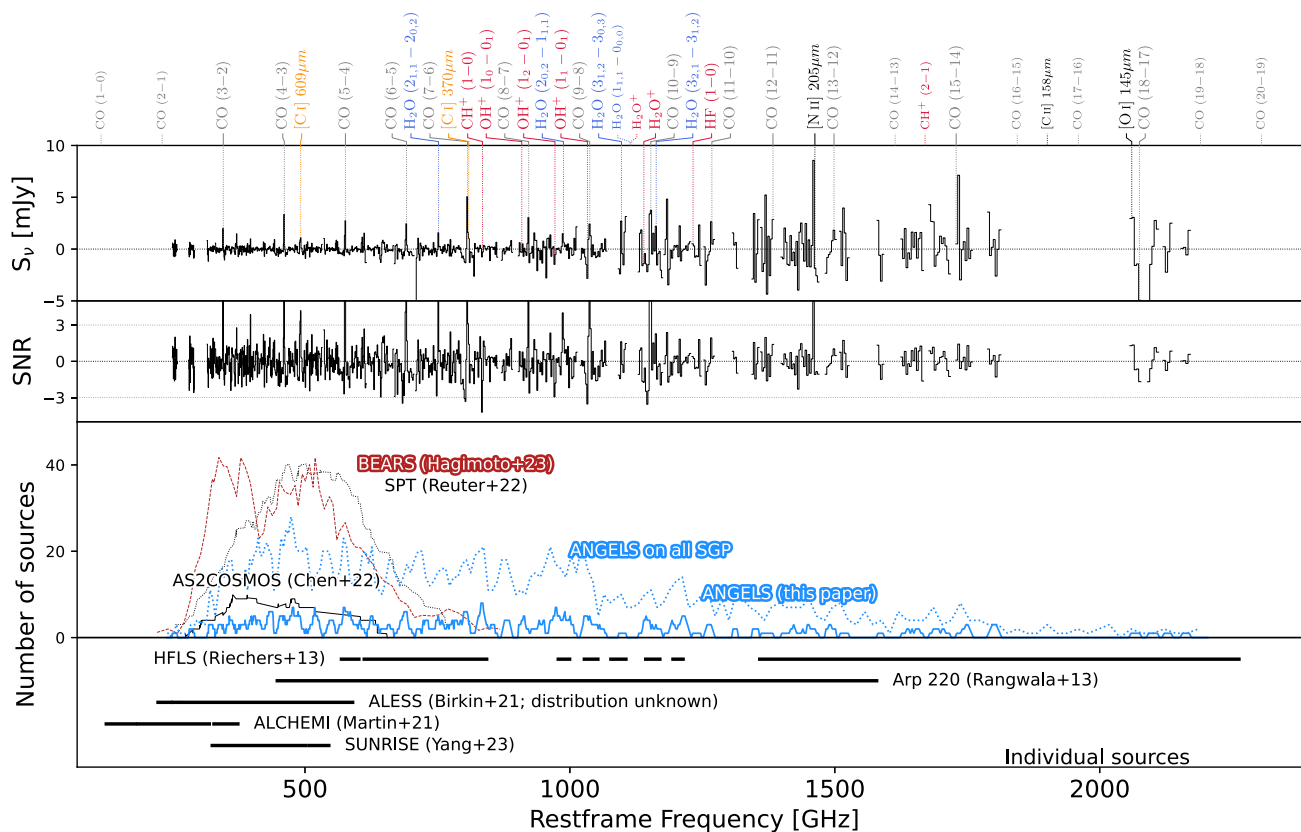 CO (1−0)
CO (2−1)
CO (3−2)
CO (4−3)
[C I] 609μm
CO (5−4)
CO (6−5)
H₂O (2₁,₁ − 2₀,₂)
CO (7−6)
[C I] 370μm
CH⁺ (1−0)
OH⁺ (1₀ − 0₁)
CO (8−7)
OH⁺ (1₂ − 0₁)
H₂O (2₀,₂ − 1₁,₁)
OH⁺ (1₁ − 0₁)
CO (9−8)
H₂O (3₁,₂ − 3₀,₃)
H₂O (1₁,₁ − 0₀,₀)
H₂O⁺
H₂O⁺
CO (10−9)
H₂O (3₂,₁ − 3₁,₂)
HF (1−0)
CO (11−10)
CO (12−11)
[N II] 205μm
CO (13−12)
CO (14−13)
CH⁺ (2−1)
CO (15−14)
CO (16−15)
[C II] 158μm
CO (17−16)
[O I] 145μm
CO (18−17)
CO (19−18)
CO (20−19)
10
5
0
−5
Sν [mJy]
3
0
−3
SNR
40
20
0
Number of sources
BEARS (Hagimoto+23)
SPT (Reuter+22)
ANGELS on all SGP
AS2COSMOS (Chen+22)
ANGELS (this paper)
HFLS (Riechers+13)
Arp 220 (Rangwala+13)
ALESS (Birkin+21; distribution unknown)
ALCHEMI (Martin+21)
SUNRISE (Yang+23)
Individual sources
500
1000
1500
2000
Restframe Frequency [GHz]